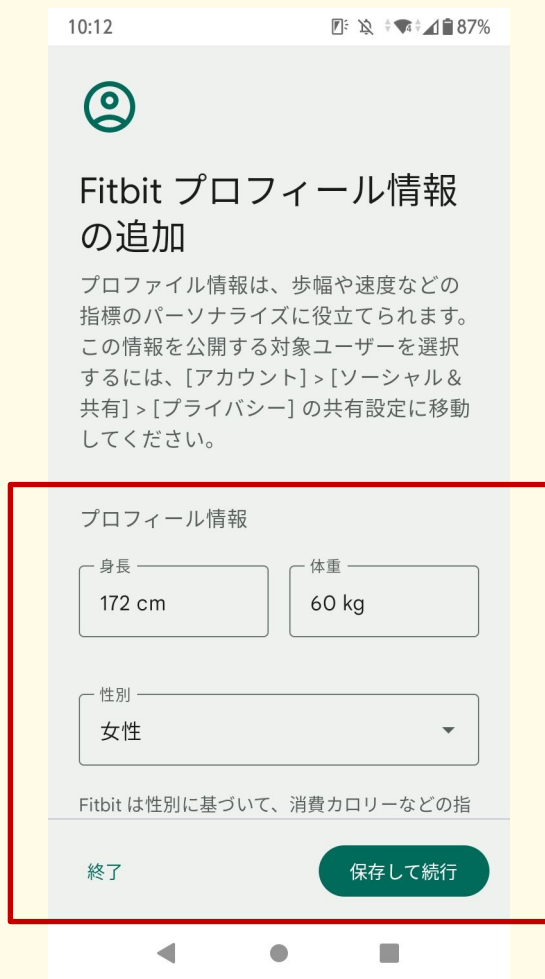 10:12
87%
Fitbit プロフィール情報
の追加
プロファイル情報は、歩幅や速度などの
指標のパーソナライズに役立てられます。
この情報を公開する対象ユーザーを選択
するには、[アカウント] > [ソーシャル＆
共有] > [プライバシー] の共有設定に移動
してください。
プロフィール情報
身長 体重
172 cm 60 kg
性別
女性
Fitbit は性別に基づいて、消費カロリーなどの指
終了 保存して続行